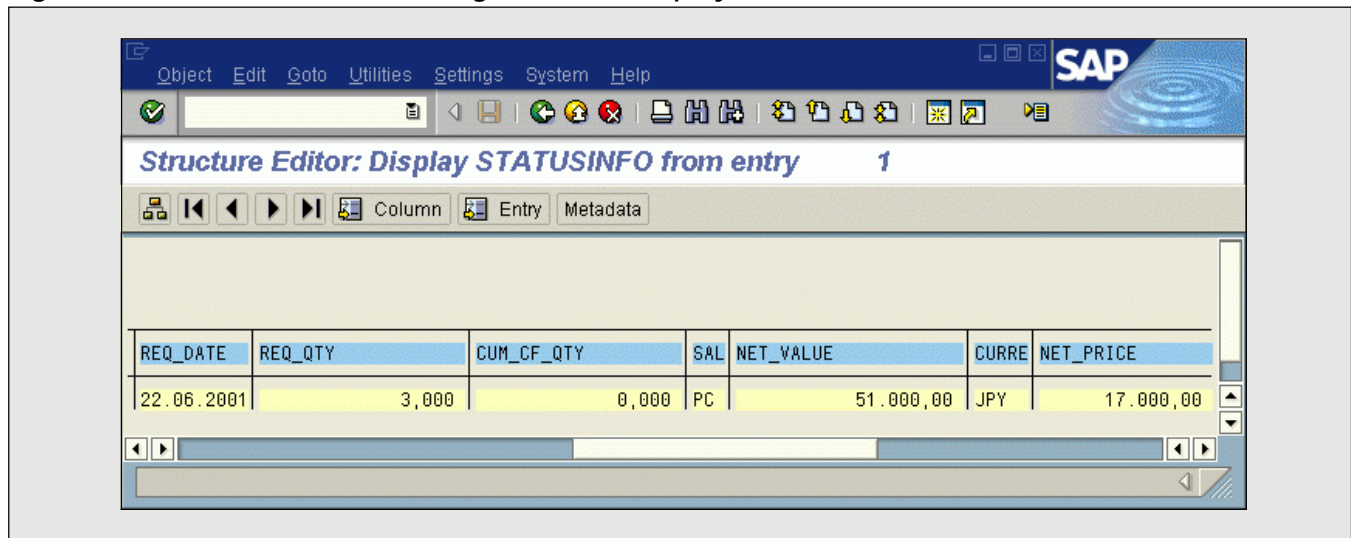 Object Edit Goto Utilities Settings System Help
SAP
Structure Editor: Display STATUSINFO from entry 1
Column Entry Metadata
REQ_DATE REQ_QTY CUM_CF_QTY SAL NET_VALUE CURRE NET_PRICE
22.06.2001 3,000 0,000 PC 51.000,00 JPY 17.000,00